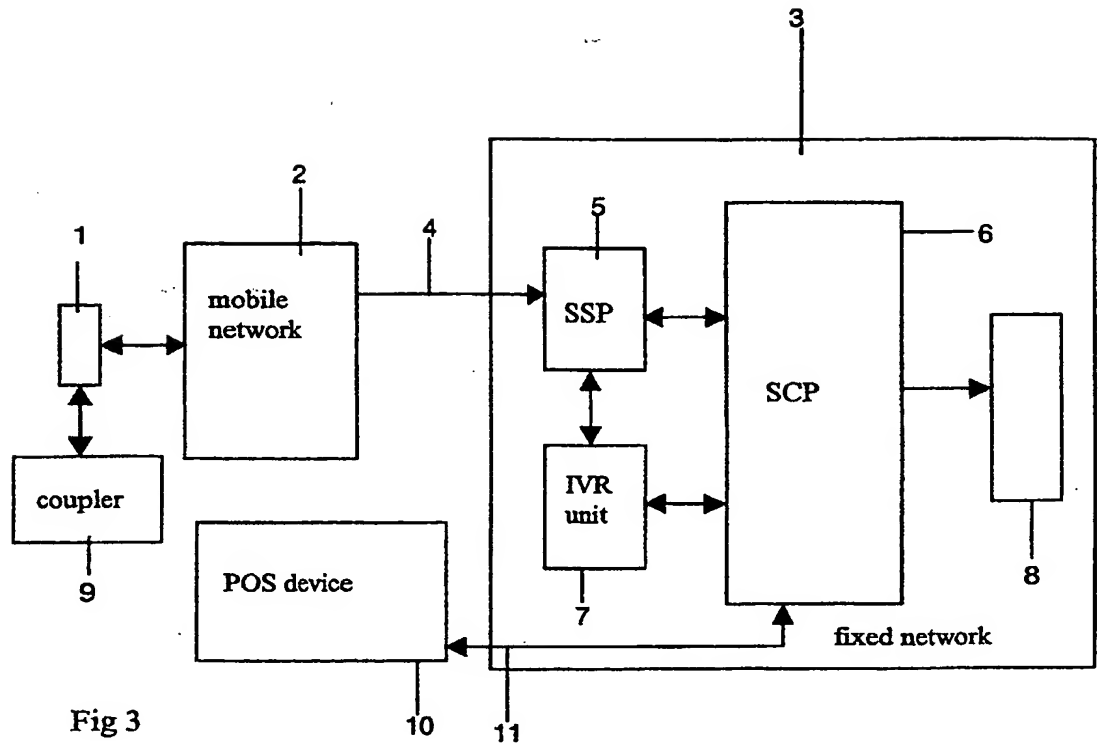 3
2
5
1
4
6
mobile
network
SSP
SCP
coupler
IVR
unit
9
POS device
7
8
fixed network
Fig 3
10
11